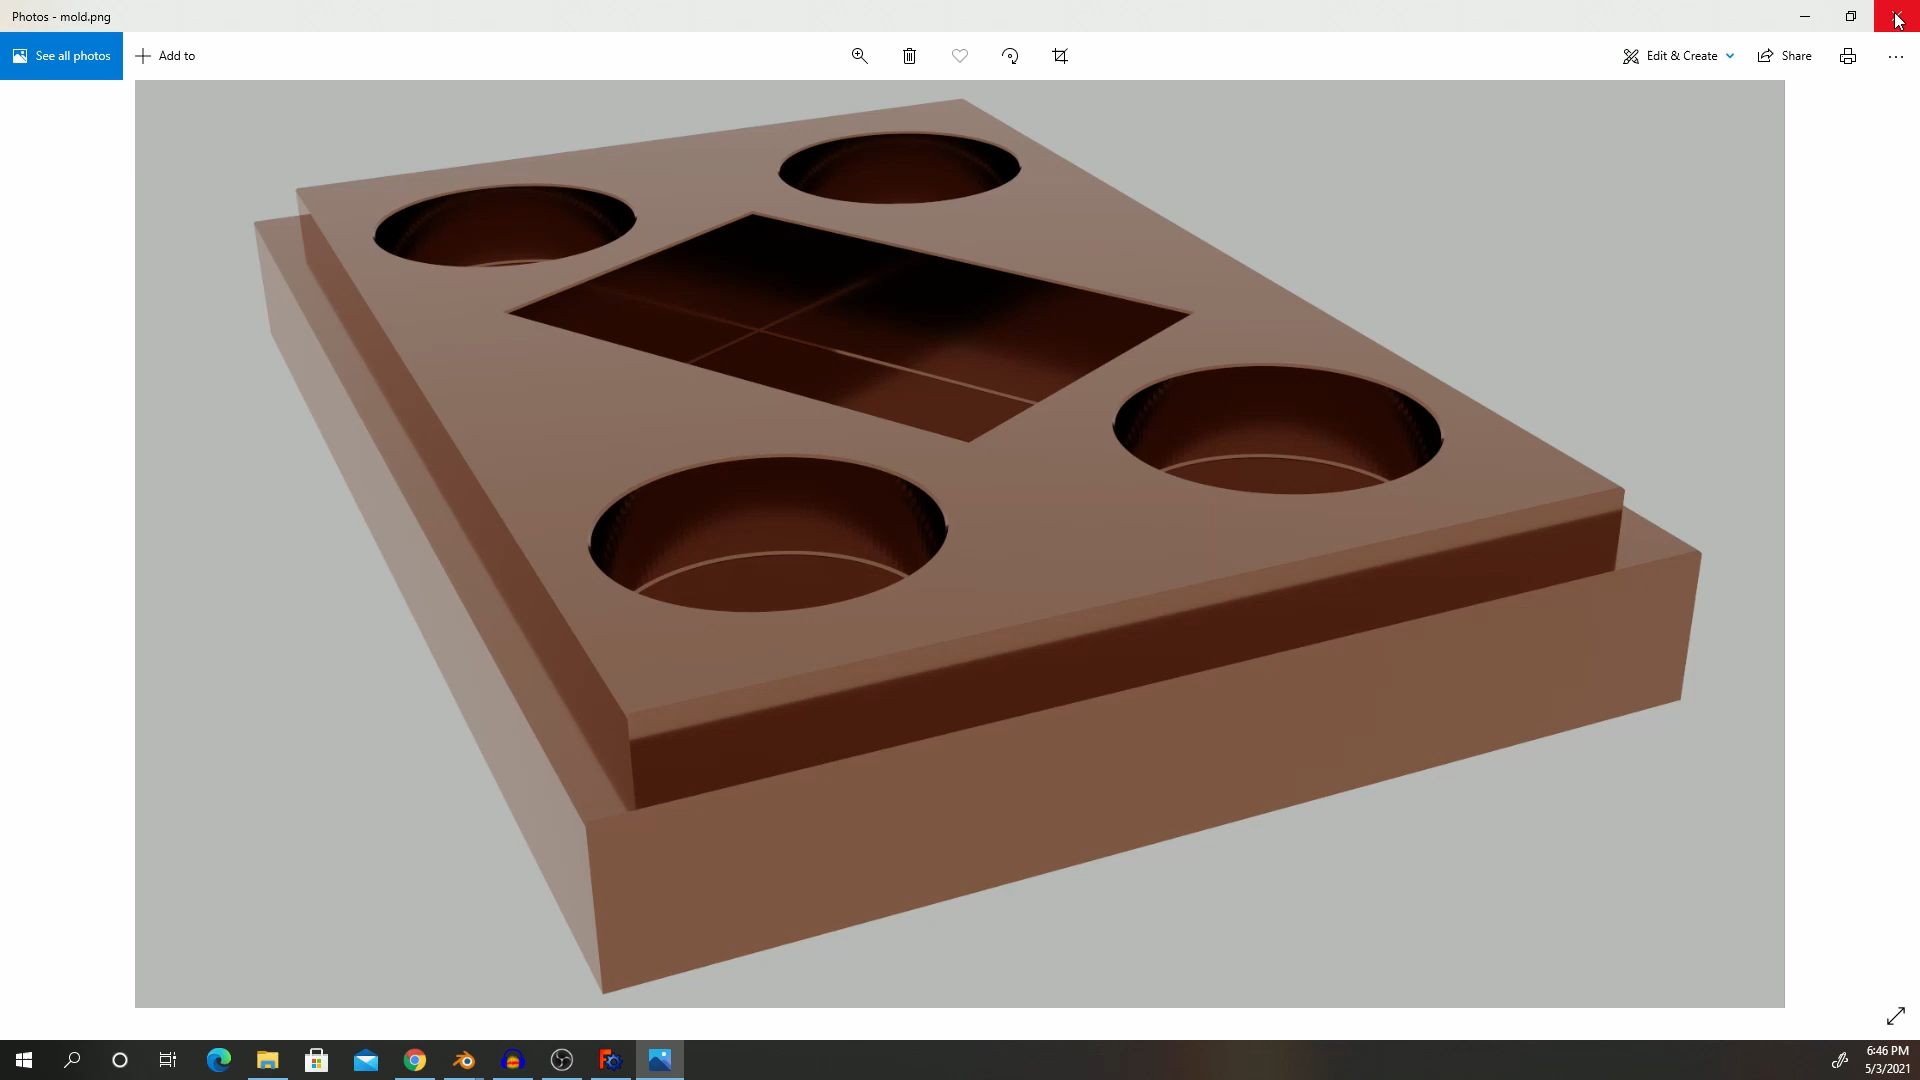 Photos - mold.png
See all photos
Add to
Edit & Create
Share
6:46 PM
5/3/2021